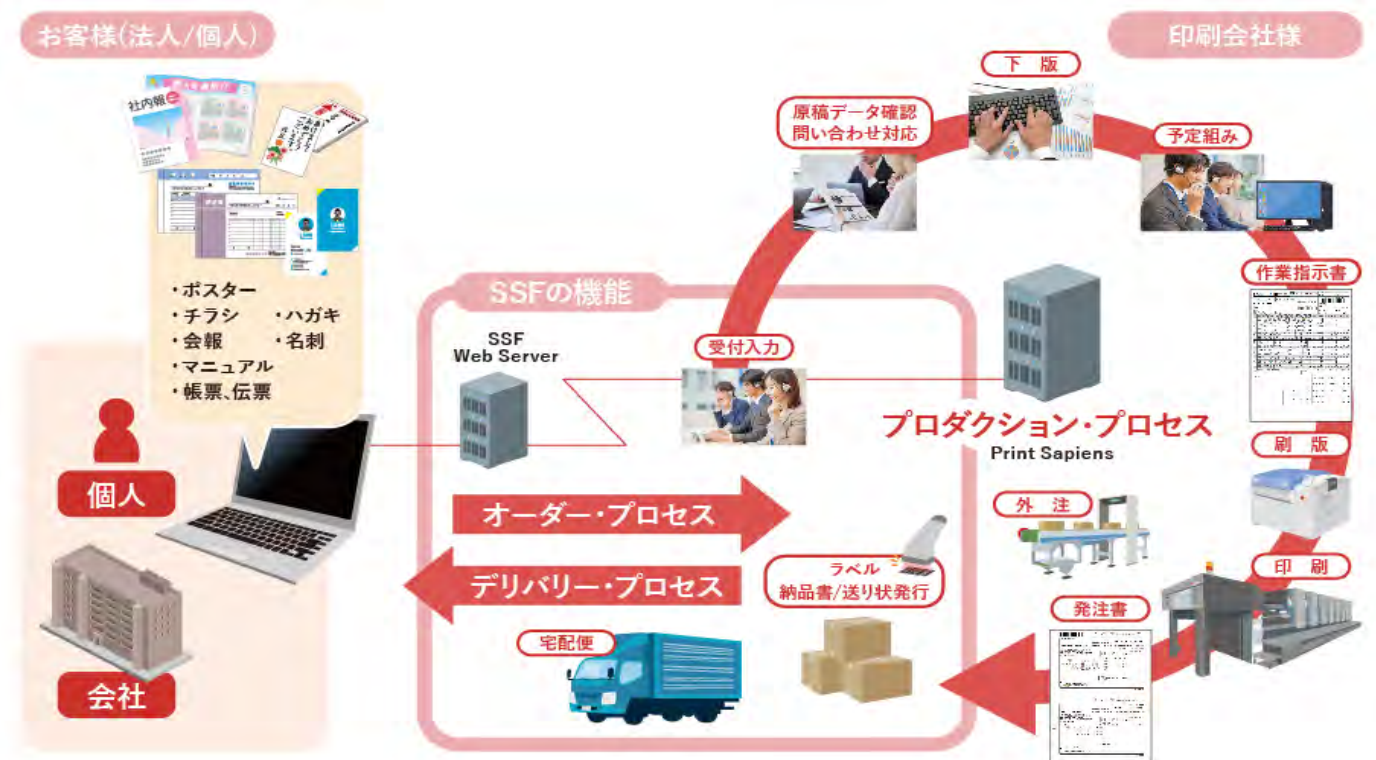 お客様(法人/個人)
印刷会社様
社内報
・ポスター
・チラシ ・ハガキ
・会報 ・名刺
・マニュアル
・帳票、伝票
個人
会社
SSFの機能
SSF
Web Server
受付入力
原稿データ確認
問い合わせ対応
下 版
予定組み
作業指示書
刷 版
印 刷
外 注
発注書
プロダクション・プロセス
Print Sapiens
オーダー・プロセス
デリバリー・プロセス
ラベル
納品書/送り状発行
宅配便